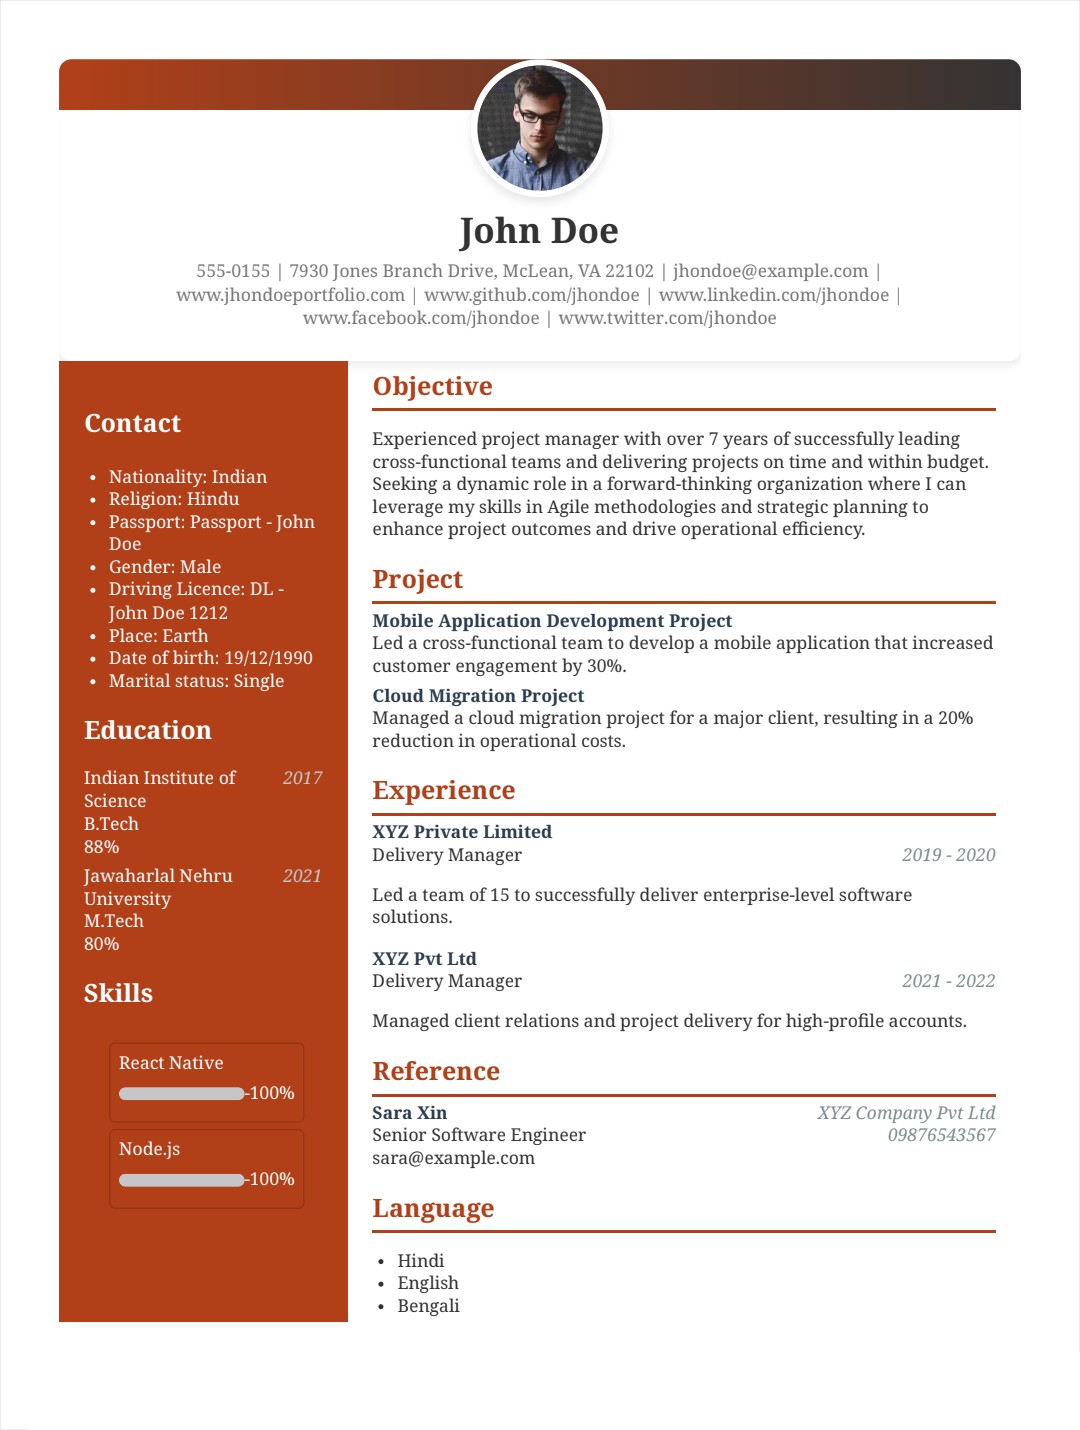 John Doe
555-0155 | 7930 Jones Branch Drive, McLean, VA 22102 | jhondoe@example.com |
www.jhondoeportfolio.com | www.github.com/jhondoe | www.linkedin.com/jhondoe |
www.facebook.com/jhondoe | www.twitter.com/jhondoe
Contact
• Nationality: Indian
• Religion: Hindu
• Passport: Passport - John
Doe
• Gender: Male
• Driving Licence: DL -
John Doe 1212
• Place: Earth
• Date of birth: 19/12/1990
• Marital status: Single
Education
Indian Institute of 2017
Science
B.Tech
88%
Jawaharlal Nehru 2021
University
M.Tech
80%
Skills
React Native
-100%
Node.js
-100%
Objective
Experienced project manager with over 7 years of successfully leading
cross-functional teams and delivering projects on time and within budget.
Seeking a dynamic role in a forward-thinking organization where I can
leverage my skills in Agile methodologies and strategic planning to
enhance project outcomes and drive operational efficiency.
Project
Mobile Application Development Project
Led a cross-functional team to develop a mobile application that increased
customer engagement by 30%.
Cloud Migration Project
Managed a cloud migration project for a major client, resulting in a 20%
reduction in operational costs.
Experience
XYZ Private Limited
Delivery Manager 2019 - 2020
Led a team of 15 to successfully deliver enterprise-level software
solutions.
XYZ Pvt Ltd
Delivery Manager 2021 - 2022
Managed client relations and project delivery for high-profile accounts.
Reference
Sara Xin XYZ Company Pvt Ltd
Senior Software Engineer 09876543567
sara@example.com
Language
• Hindi
• English
• Bengali